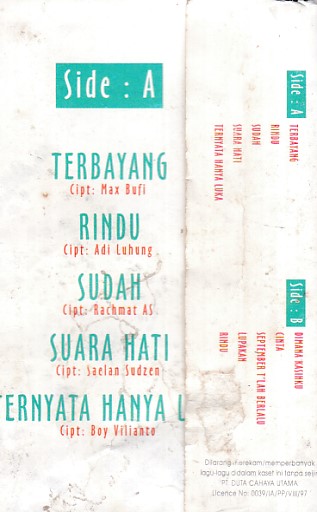 Side : A
TERBAYANG
Cipt: Max Bufi
RINDU
Cipt: Adi Luhung
SUDAH
Cipt: Rachmat AS
SUARA HATI
Cipt: Saelan Sudzen
TERNYATA HANYA L
Cipt: Boy Vilianto
Side : A
TERBAYANG
RINDU
SUDAH
SUARA HATI
TERNYATA HANYA LUKA
Side : B
DIMANA KASIHKU
CINTA
SEPTEMBER T'LAH BERLALU
LUPAKAN
RINDU
Dilarang merekam/memperbanyak
lagu-lagu didalam kaset ini tanpa seiji
PT. DUTA CAHAYA UTAMA
Licence No: 0039/IA/PP/VIII/97